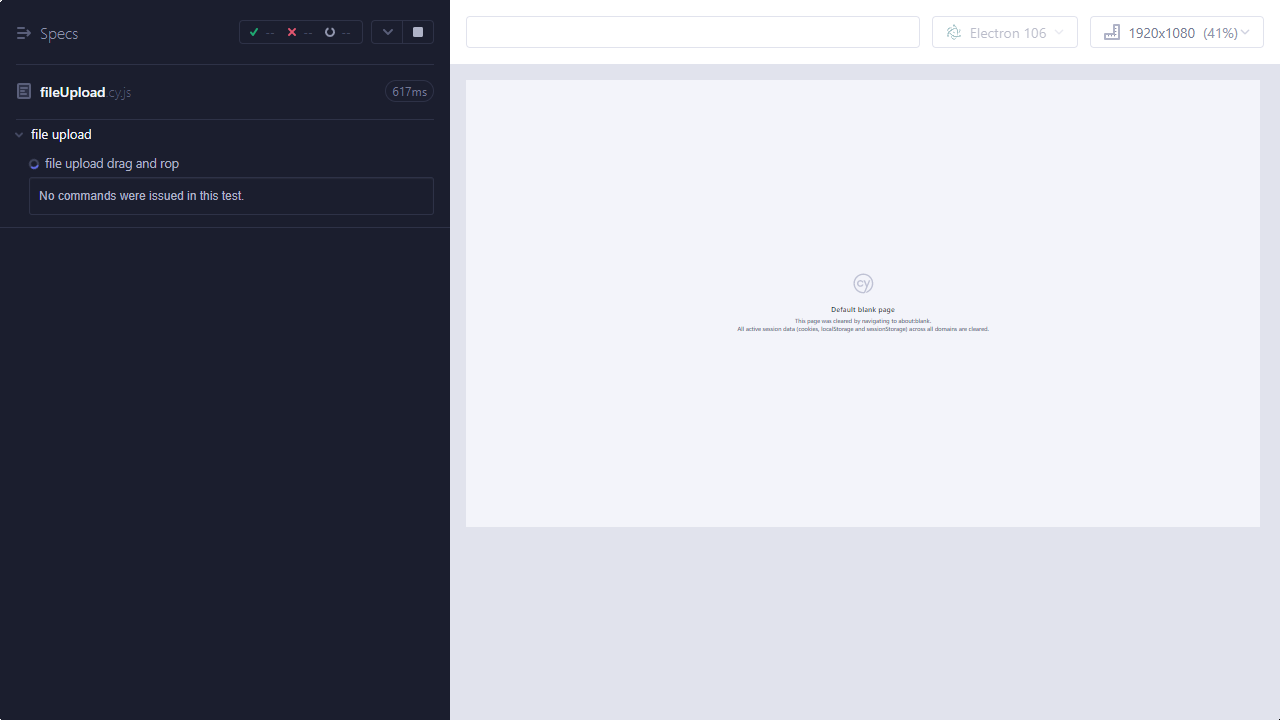 Specs
--
--
--
fileUpload.cy.js
617ms
file upload
file upload drag and rop
No commands were issued in this test.
Electron 106
1920x1080 (41%)
cy
Default blank page
This page was cleared by navigating to about:blank.
All active session data (cookies, localStorage and sessionStorage) across all domains are cleared.